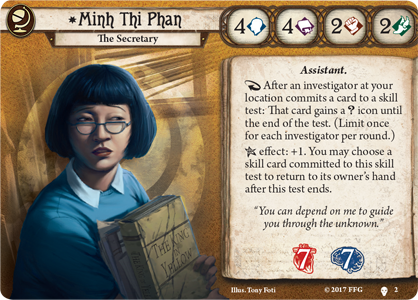 Minh Thi Phan
The Secretary
4 4 2 2
Assistant.
After an investigator at your
location commits a card to a skill
test: That card gains a ? icon until
the end of the test. (Limit once
for each investigator per round.)
effect: +1. You may choose a
skill card committed to this skill
test to return to its owner's hand
after this test ends.
"You can depend on me to guide
you through the unknown."
7 7
THE KING
IN
YELLOW
Illus. Tony Foti © 2017 FFG 2